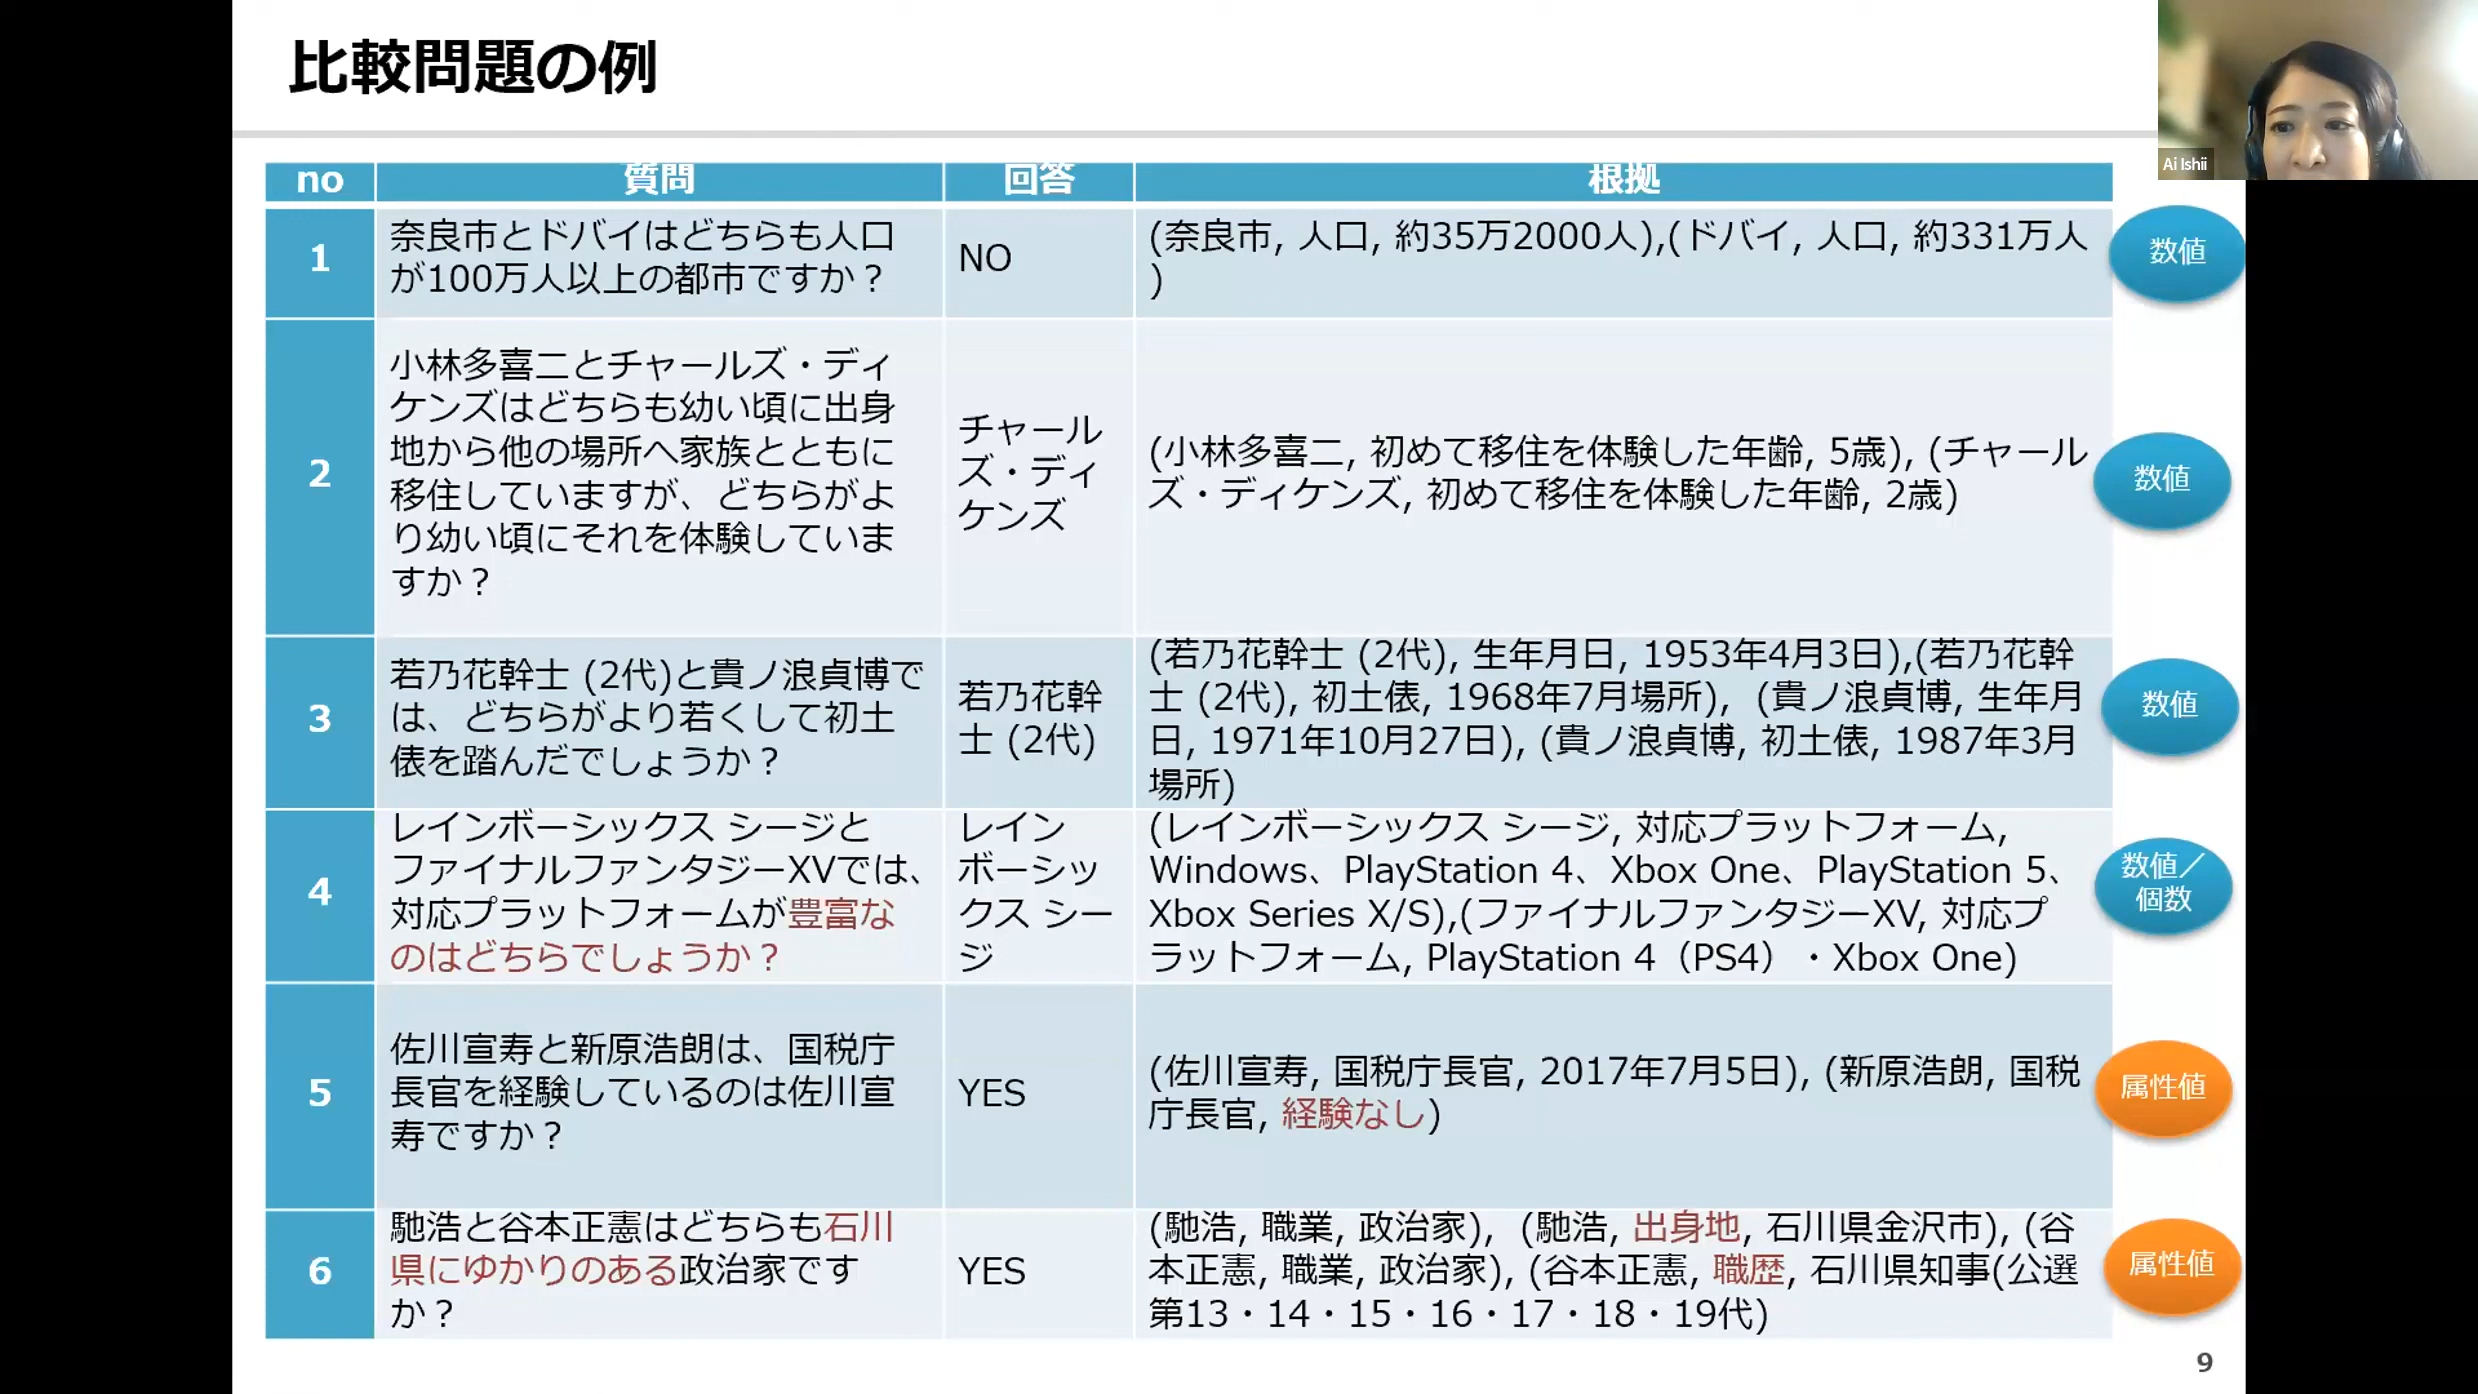 比較問題の例
Ai Ishii
no 質問 回答 根拠
1
奈良市とドバイはどちらも人口
が100万人以上の都市ですか？
NO
(奈良市, 人口, 約35万2000人),(ドバイ, 人口, 約331万人
)
数値
2
小林多喜二とチャールズ・ディ
ケンズはどちらも幼い頃に出身
地から他の場所へ家族とともに
移住していますが、どちらがよ
り幼い頃にそれを体験していま
すか？
チャール
ズ・ディ
ケンズ
(小林多喜二, 初めて移住を体験した年齢, 5歳), (チャール
ズ・ディケンズ, 初めて移住を体験した年齢, 2歳)
数値
3
若乃花幹士 (2代)と貴ノ浪貞博で
は、どちらがより若くして初土
俵を踏んだでしょうか？
若乃花幹
士 (2代)
(若乃花幹士 (2代), 生年月日, 1953年4月3日),(若乃花幹
士 (2代), 初土俵, 1968年7月場所), (貴ノ浪貞博, 生年月
日, 1971年10月27日), (貴ノ浪貞博, 初土俵, 1987年3月
場所)
数値
4
レインボーシックス シージと
ファイナルファンタジーXVでは、
対応プラットフォームが豊富な
のはどちらでしょうか？
レイン
ボーシッ
クス シー
ジ
(レインボーシックス シージ, 対応プラットフォーム,
Windows、PlayStation 4、Xbox One、PlayStation 5、
Xbox Series X/S),(ファイナルファンタジーXV, 対応プ
ラットフォーム, PlayStation 4（PS4）・Xbox One)
数値／
個数
5
佐川宣寿と新原浩朗は、国税庁
長官を経験しているのは佐川宣
寿ですか？
YES
(佐川宣寿, 国税庁長官, 2017年7月5日), (新原浩朗, 国税
庁長官, 経験なし)
属性値
6
馳浩と谷本正憲はどちらも石川
県にゆかりのある政治家です
か?
YES
(馳浩, 職業, 政治家), (馳浩, 出身地, 石川県金沢市), (谷
本正憲, 職業, 政治家), (谷本正憲, 職歴, 石川県知事(公選
第13・14・15・16・17・18・19代)
属性値
9